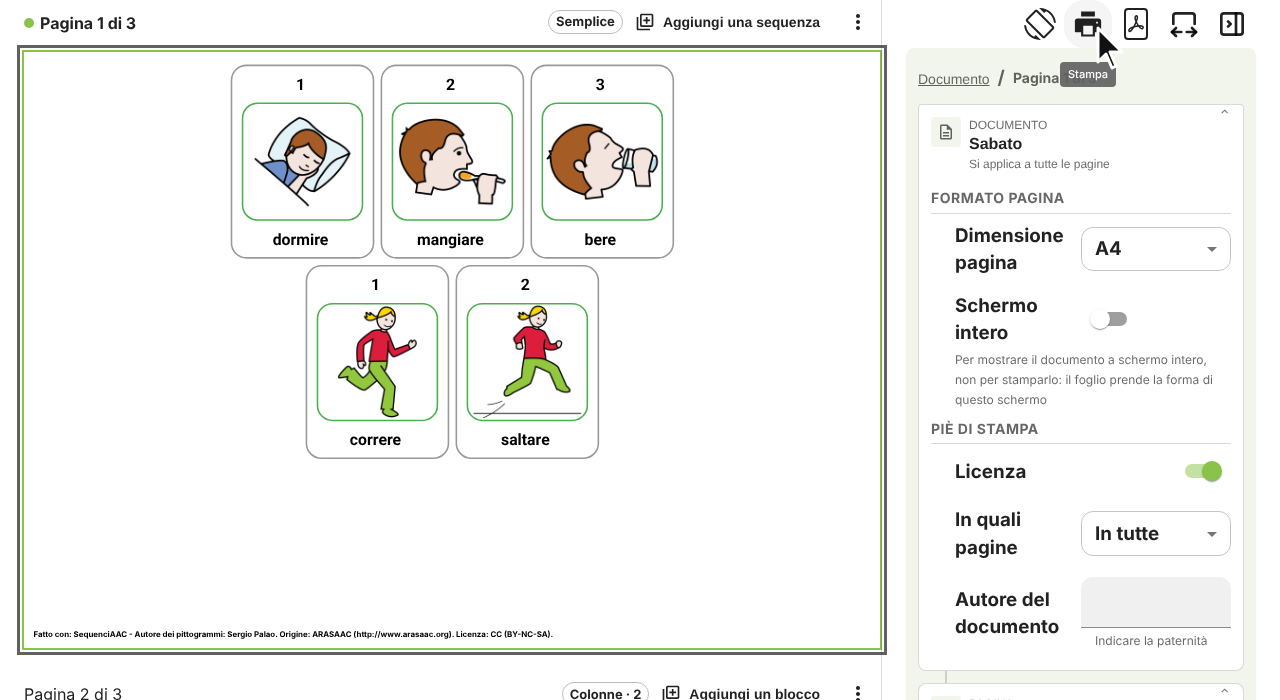 Pagina 1 di 3
Semplice
Aggiungi una sequenza
1
2
3
dormire
mangiare
bere
1
2
correre
saltare
Fatto con: SequenciAAC - Autore dei pittogrammi: Sergio Palao. Origine: ARASAAC (http://www.arasaac.org). Licenza: CC (BY-NC-SA).
Pagina 2 di 3
Colonne · 2
Aggiungi un blocco
Stampa
Documento / Pagina
DOCUMENTO
Sabato
Si applica a tutte le pagine
FORMATO PAGINA
Dimensione
pagina
A4
Schermo
intero
Per mostrare il documento a schermo intero,
non per stamparlo: il foglio prende la forma di
questo schermo
PIÈ DI STAMPA
Licenza
In quali
pagine
In tutte
Autore del
documento
Indicare la paternità